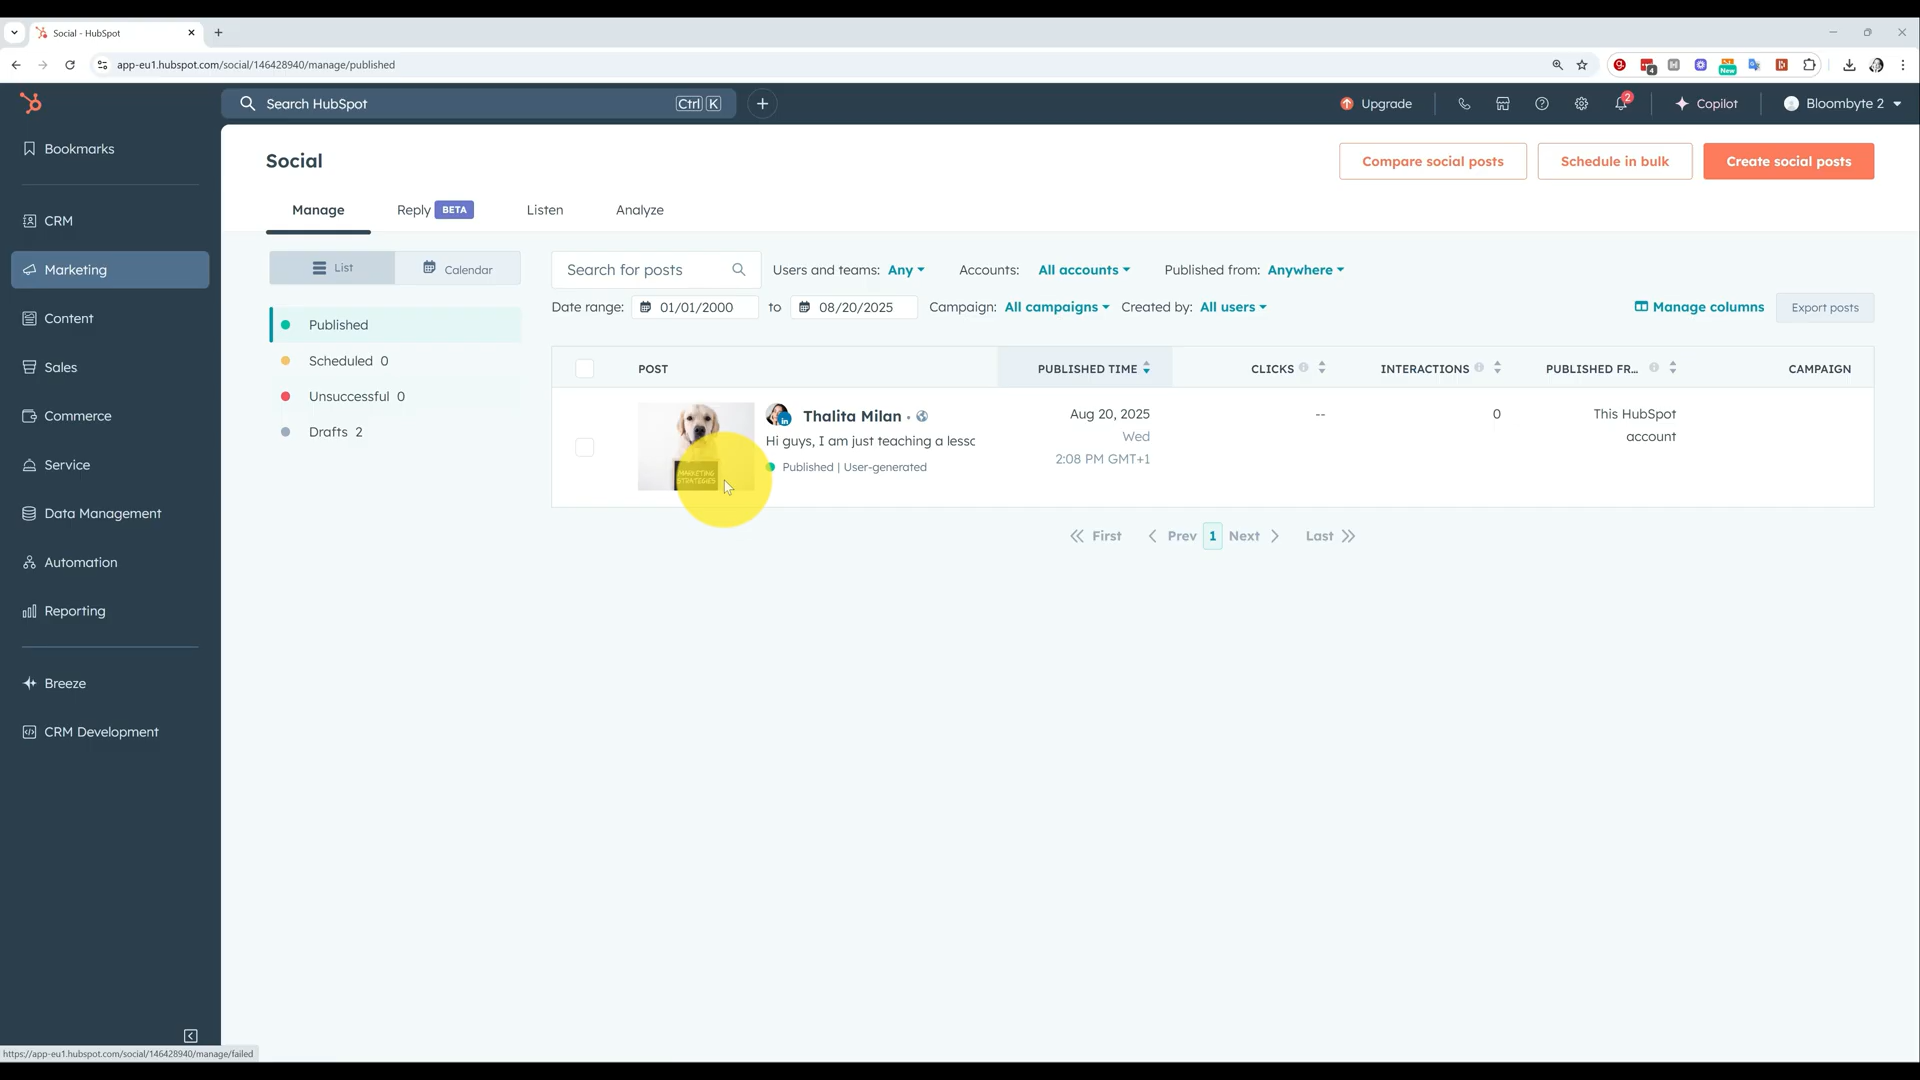 Social - HubSpot
app-eu1.hubspot.com/social/146428940/manage/published
4
New
Search HubSpot
Ctrl K
Upgrade
2
Copilot
Bloombyte 2
Bookmarks
CRM
Marketing
Content
Sales
Commerce
Service
Data Management
Automation
Reporting
Breeze
CRM Development
Social
Compare social posts
Schedule in bulk
Create social posts
Manage
Reply BETA
Listen
Analyze
List
Calendar
Published
Scheduled 0
Unsuccessful 0
Drafts 2
Search for posts
Users and teams: Any
Accounts: All accounts
Published from: Anywhere
Date range: 01/01/2000 to 08/20/2025
Campaign: All campaigns
Created by: All users
Manage columns
Export posts
POST
PUBLISHED TIME
CLICKS
INTERACTIONS
PUBLISHED FR...
CAMPAIGN
MARKETING
STRATEGIES
in
Thalita Milan •
Hi guys, I am just teaching a lessc
Published | User-generated
Aug 20, 2025
Wed
2:08 PM GMT+1
--
0
This HubSpot
account
First
Prev
1
Next
Last
https://app-eu1.hubspot.com/social/146428940/manage/failed